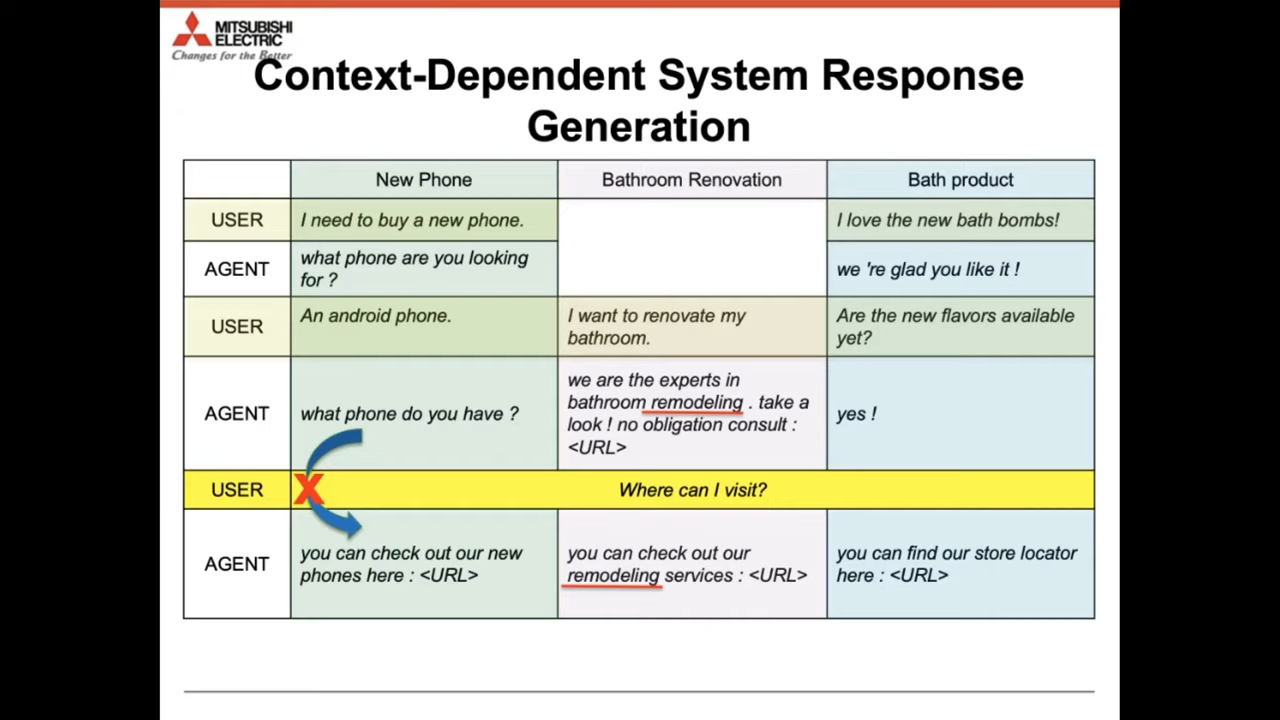 MITSUBISHI
ELECTRIC
Changes for the Better
Context-Dependent System Response
Generation
New Phone
Bathroom Renovation
Bath product
USER
I need to buy a new phone.
I love the new bath bombs!
AGENT
what phone are you looking
for ?
we 're glad you like it !
USER
An android phone.
I want to renovate my
bathroom.
Are the new flavors available
yet?
AGENT
what phone do you have ?
we are the experts in
bathroom remodeling . take a
look ! no obligation consult :
<URL>
yes !
USER
X
Where can I visit?
AGENT
you can check out our new
phones here : <URL>
you can check out our
remodeling services : <URL>
you can find our store locator
here : <URL>